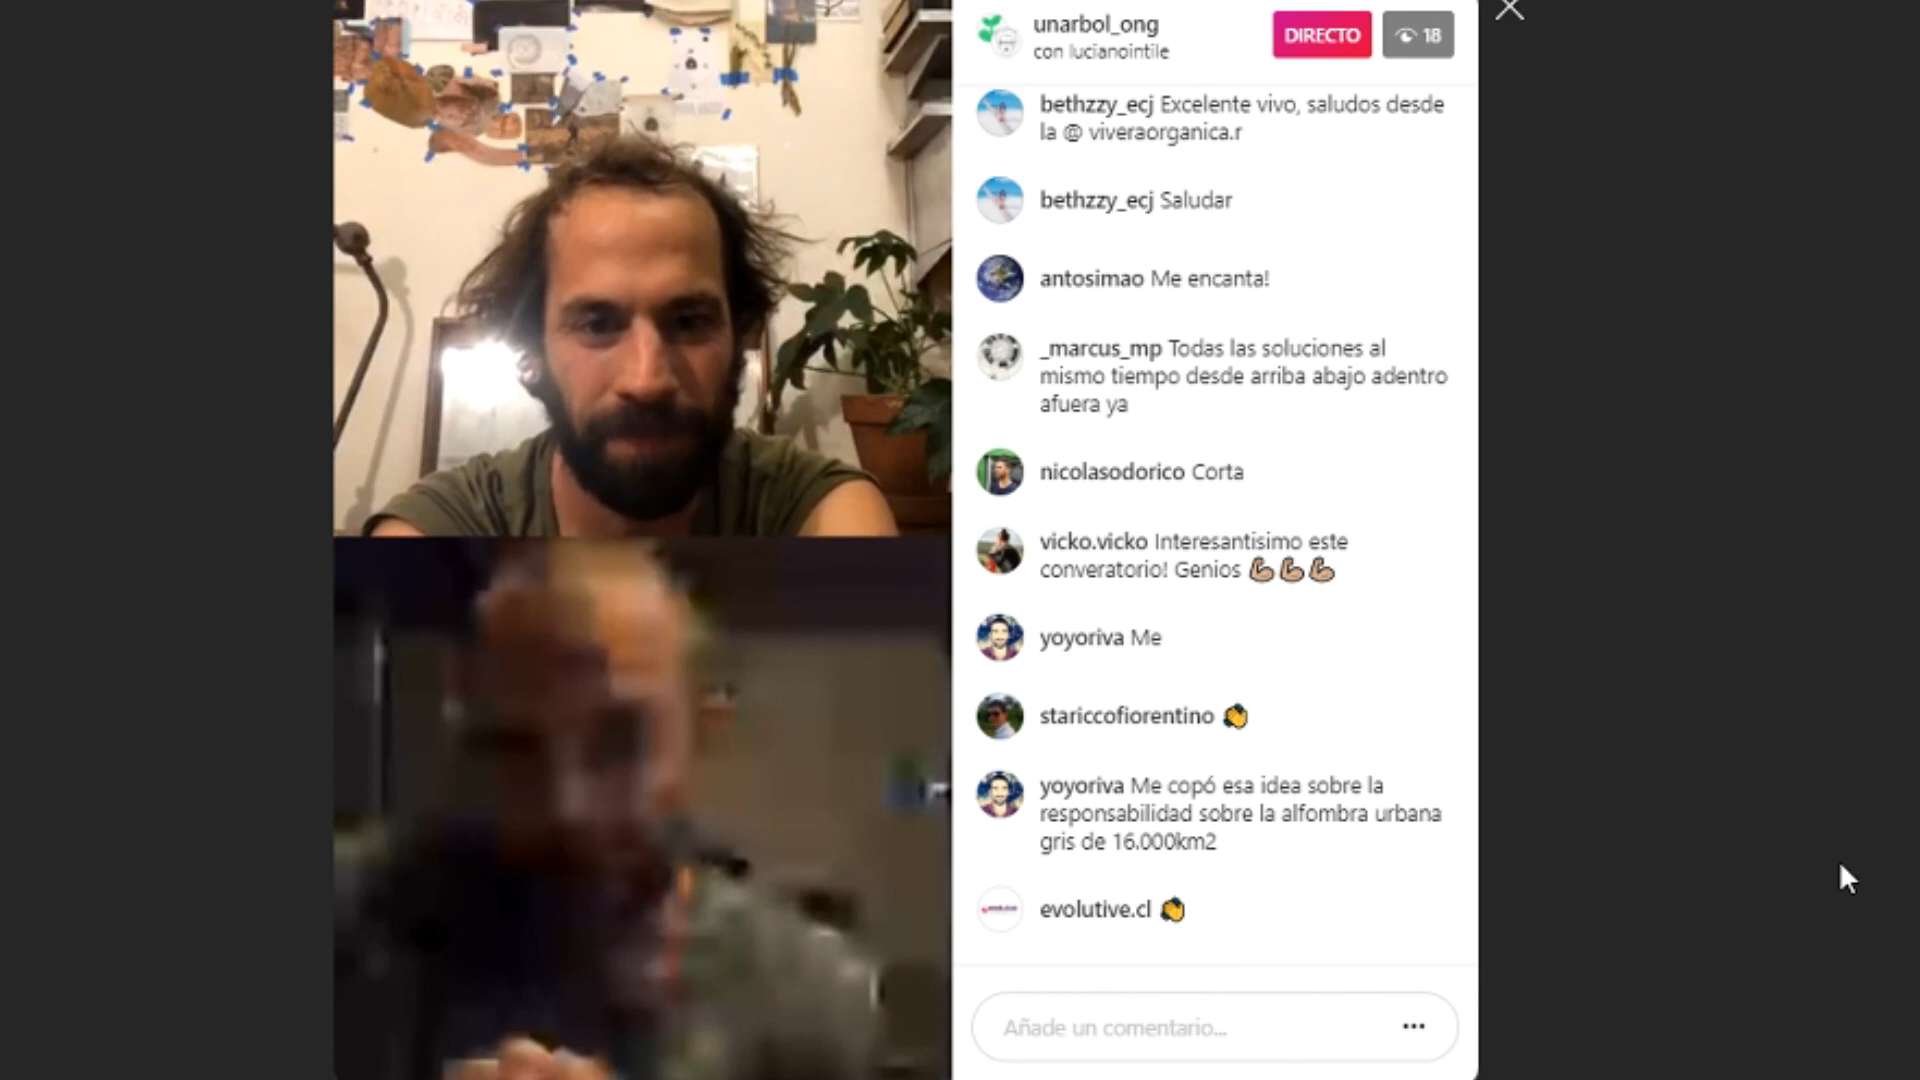 unarbol_ong
con lucianointile
DIRECTO
18
bethzzy_ecj Excelente vivo, saludos desde
la @ viveraorganica.r
bethzzy_ecj Saludar
antosimao Me encanta!
_marcus_mp Todas las soluciones al
mismo tiempo desde arriba abajo adentro
afuera ya
nicolasodorico Corta
vicko.vicko Interesantisimo este
converatorio! Genios 💪🏼💪🏼💪🏼
yoyoriva Me
stariccofiorentino 👏
yoyoriva Me copó esa idea sobre la
responsabilidad sobre la alfombra urbana
gris de 16.000km2
evolutive.cl 👏
Añade un comentario...